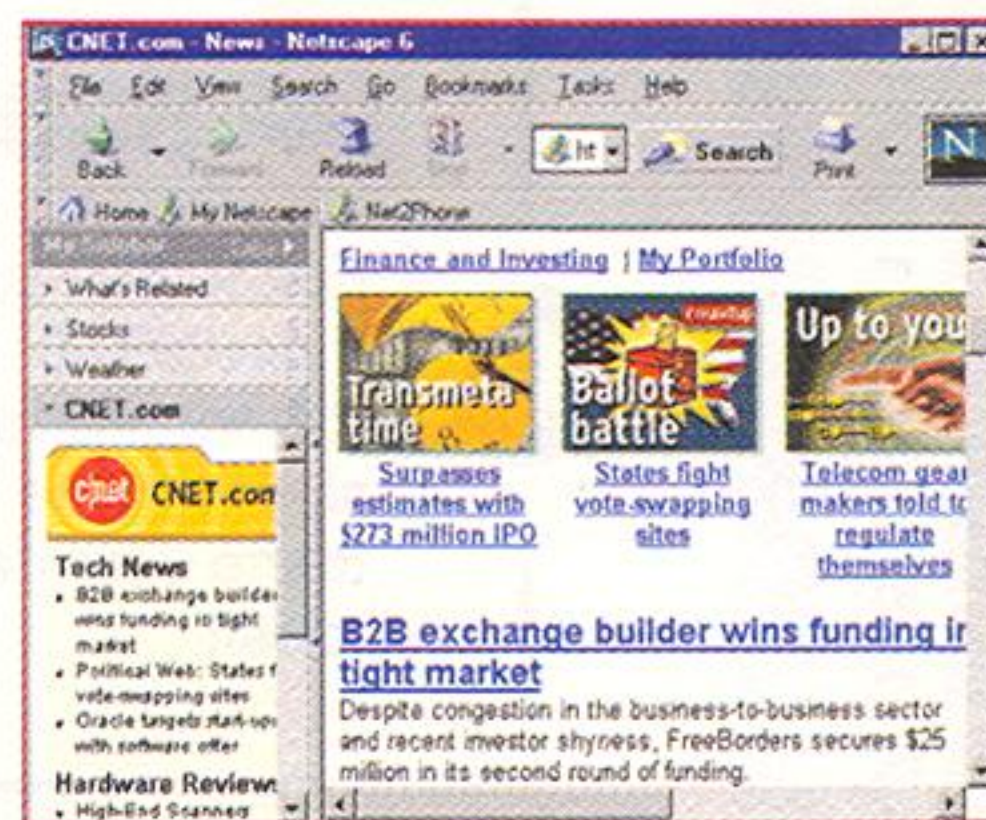 CNET.com - News - Netscape 6
File Edit View Search Go Bookmarks Tasks Help
Back Forward Reload Stop ht Search Print N
Home My Netscape Net2Phone
My Sidebar
What's Related
Stocks
Weather
CNET.com
cnet CNET.con
Tech News
B2B exchange builder
wins funding in tight
market
Political Web: States f
vote-swapping sites
Oracle targets start-ups
with software offer
Hardware Reviews
High-End Scanners
Finance and Investing | My Portfolio
Transmeta
time
Surpasses
estimates with
$273 million IPO
Ballot
battle
States fight
vote-swapping
sites
Up to you
Telecom gear
makers told to
regulate
themselves
B2B exchange builder wins funding in
tight market
Despite congestion in the business-to-business sector
and recent investor shyness, FreeBorders secures $25
million in its second round of funding.